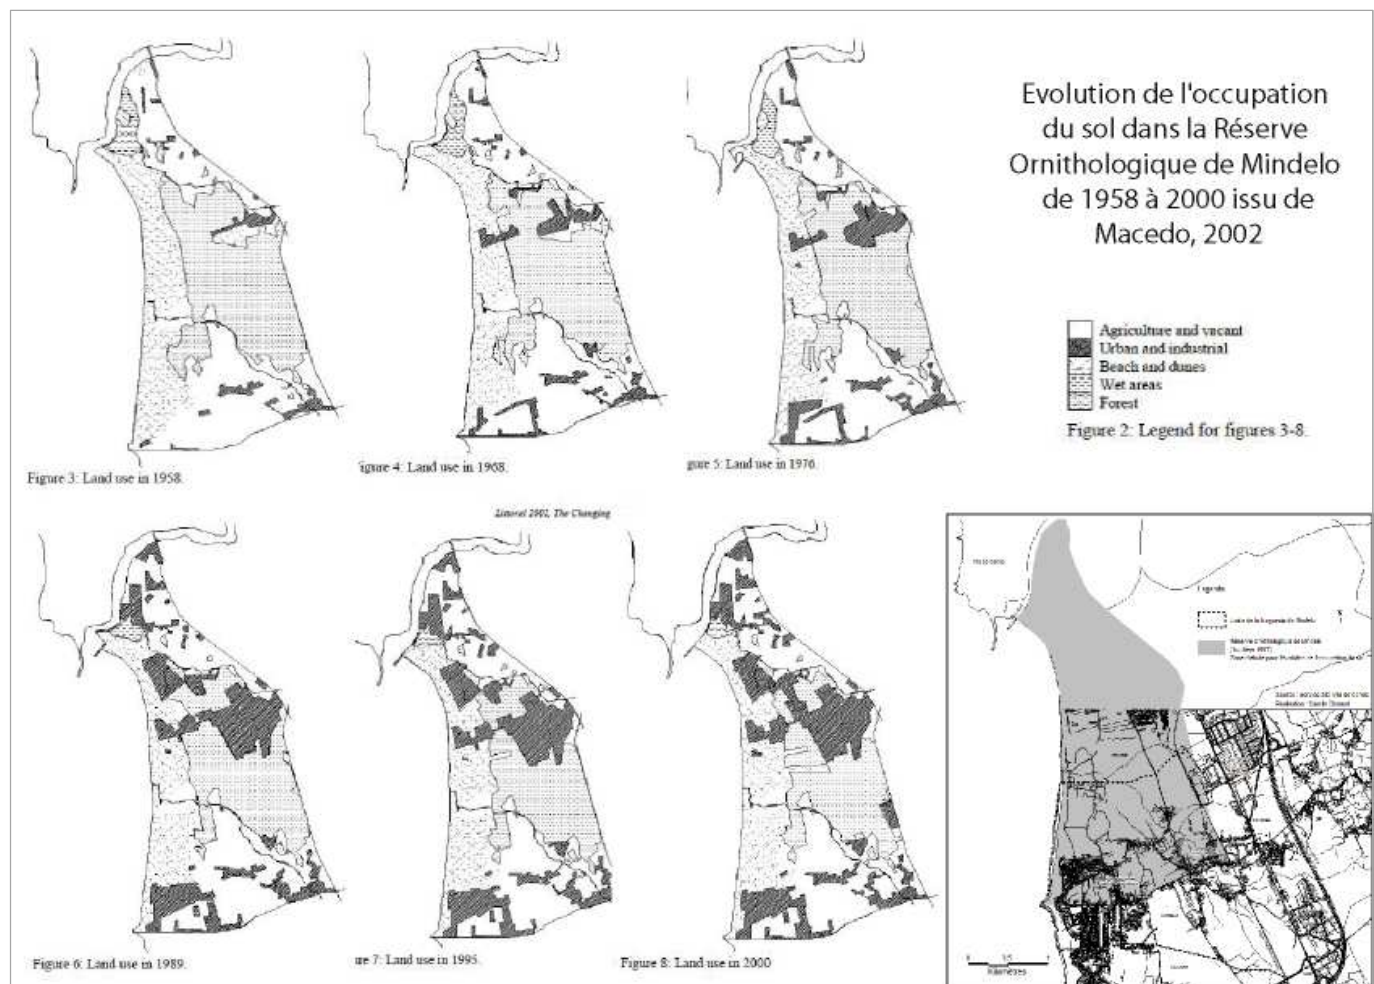 Evolution de l'occupation
du sol dans la Réserve
Ornithologique de Mindelo
de 1958 à 2000 issu de
Macedo, 2002
Agriculture and vacant
Urban and industrial
Beach and dunes
Wet areas
Forest
Figure 2: Legend for figures 3-8.
Figure 3: Land use in 1958.
igure 4: Land use in 1968.
gure 5: Land use in 1976.
Littoral 2002, The Changing
Figure 6: Land use in 1989.
ure 7: Land use in 1995.
Figure 8: Land use in 2000
Kilomètres